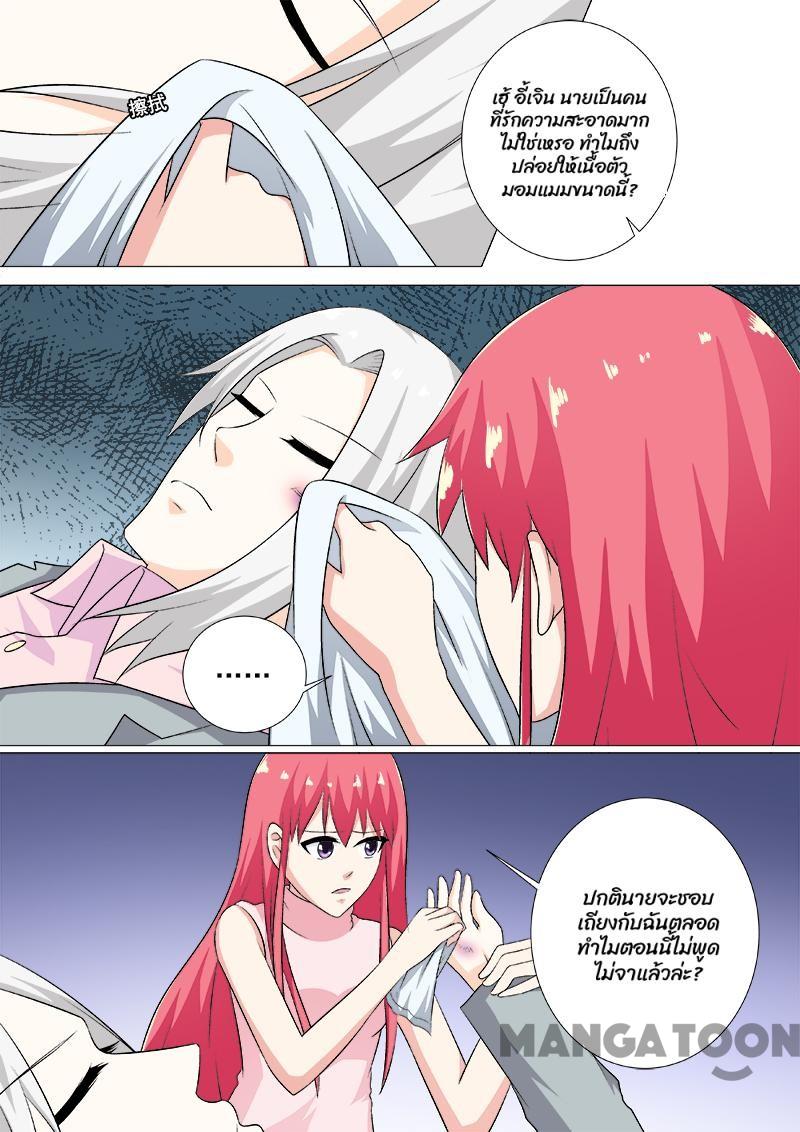 擦拭
เฮ้ อี้เจิน นายเป็นคน
ที่รักความสะอาดมาก
ไม่ใช่เหรอ ทำไมถึง
ปล่อยให้เนื้อตัว
มอมแมมขนาดนี้?
......
ปกตินายจะชอบ
เถียงกับฉันตลอด
ทำไมตอนนี้ไม่พูด
ไม่จาแล้วล่ะ?
MANGATOON